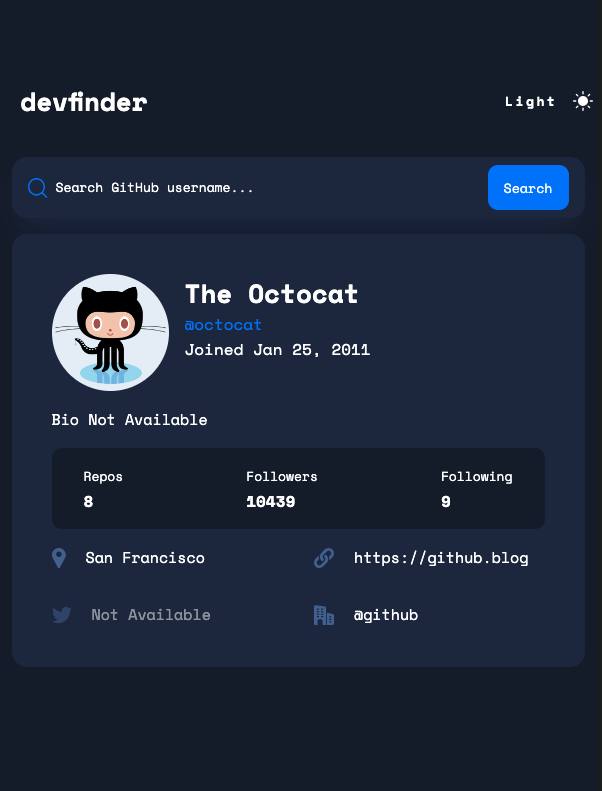 devfinder
Light
Search GitHub username...
Search
The Octocat
@octocat
Joined Jan 25, 2011
Bio Not Available
Repos Followers Following
8 10439 9
San Francisco https://github.blog
Not Available @github